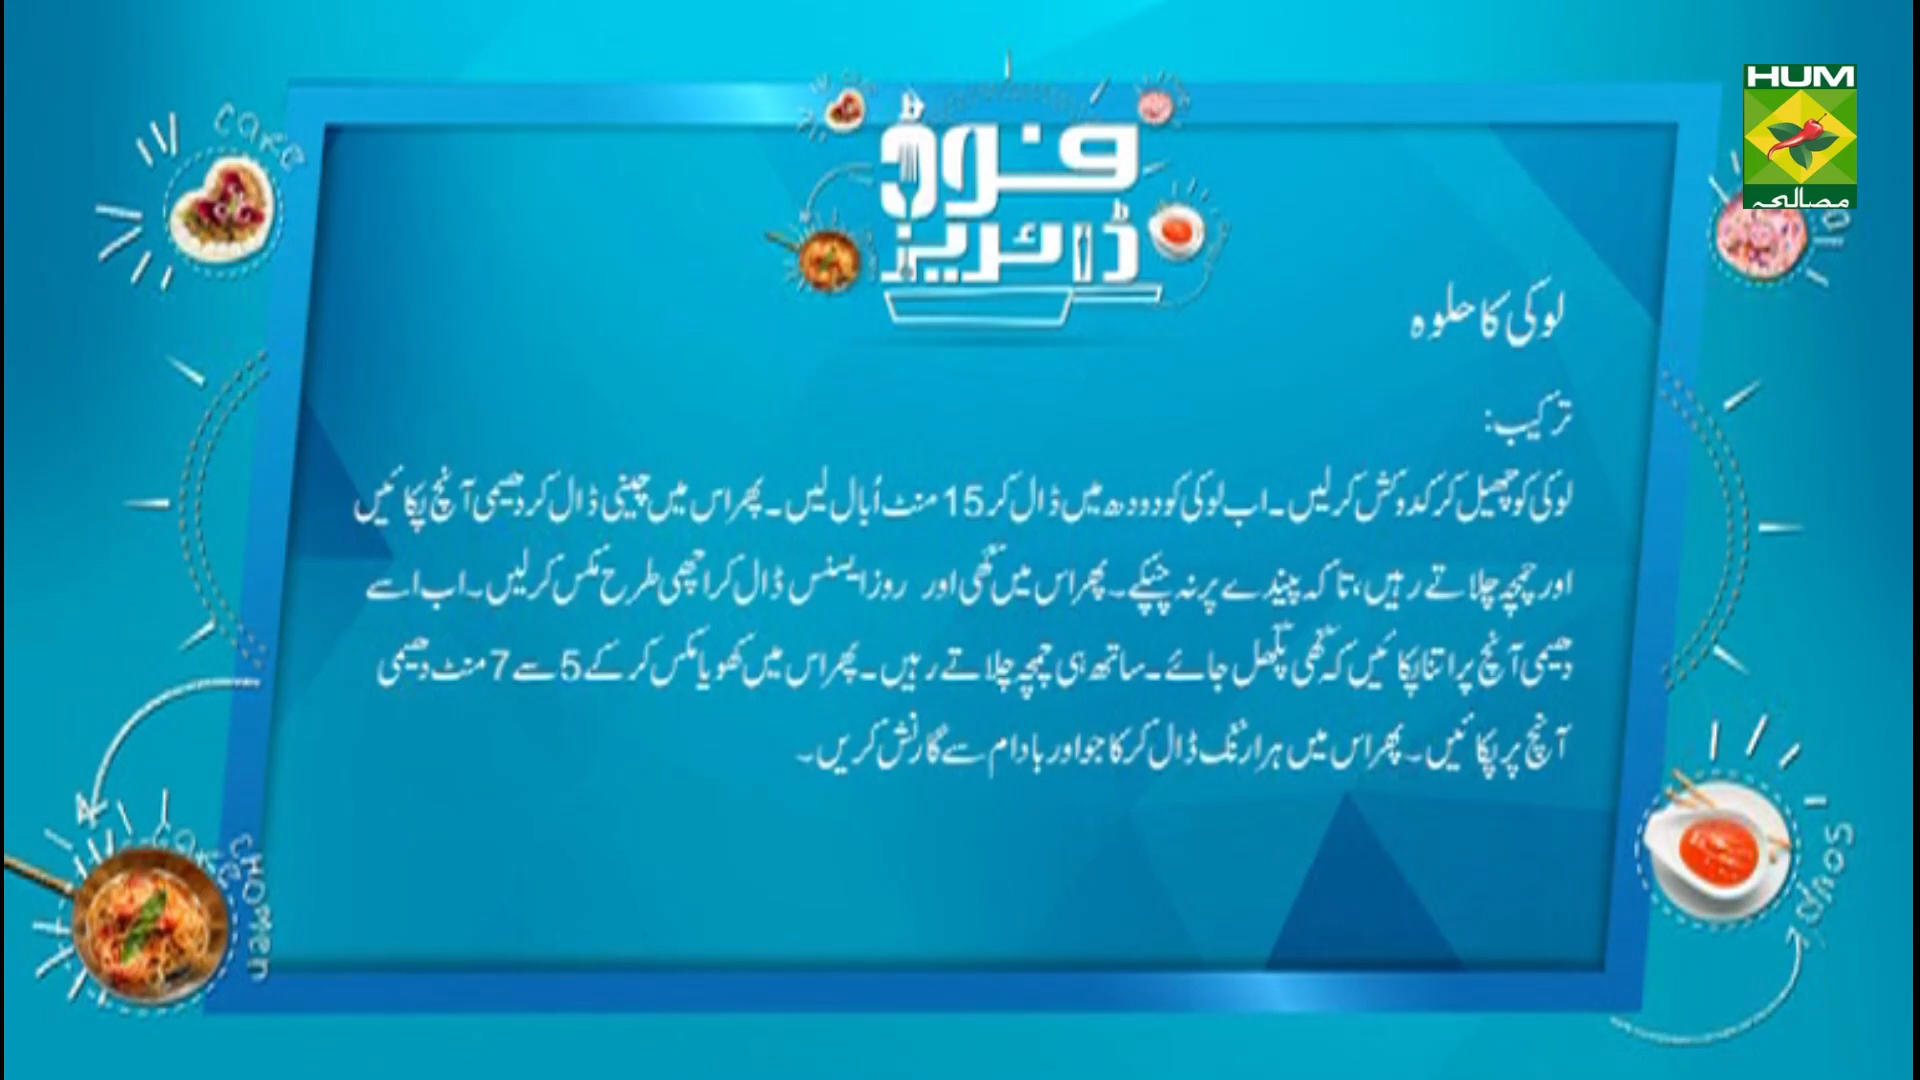 HUM
مصالحہ
فوڈ
ڈائریز
لوکی کا حلوہ
ترکیب:
لوکی کو چھیل کر کدو کش کر لیں۔ اب لوکی کو دودھ میں ڈال کر 15 منٹ اُبال لیں۔ پھر اس میں چینی ڈال کر دھیمی آنچ پکائیں
اور چمچہ چلاتے رہیں، تاکہ پیندے پر نہ چپکے۔ پھر اس میں گھی اور روز ایسنس ڈال کر اچھی طرح مکس کر لیں۔ اب اسے
دھیمی آنچ پر اتنا پکائیں کہ گھی پگھل جائے۔ ساتھ ہی چمچہ چلاتے رہیں۔ پھر اس میں کھویا مکس کر کے 5 سے 7 منٹ دھیمی
آنچ پر پکائیں۔ پھر اس میں ہرا رنگ ڈال کر کاجو اور بادام سے گارنش کریں۔
cake
CHOMen
Soup